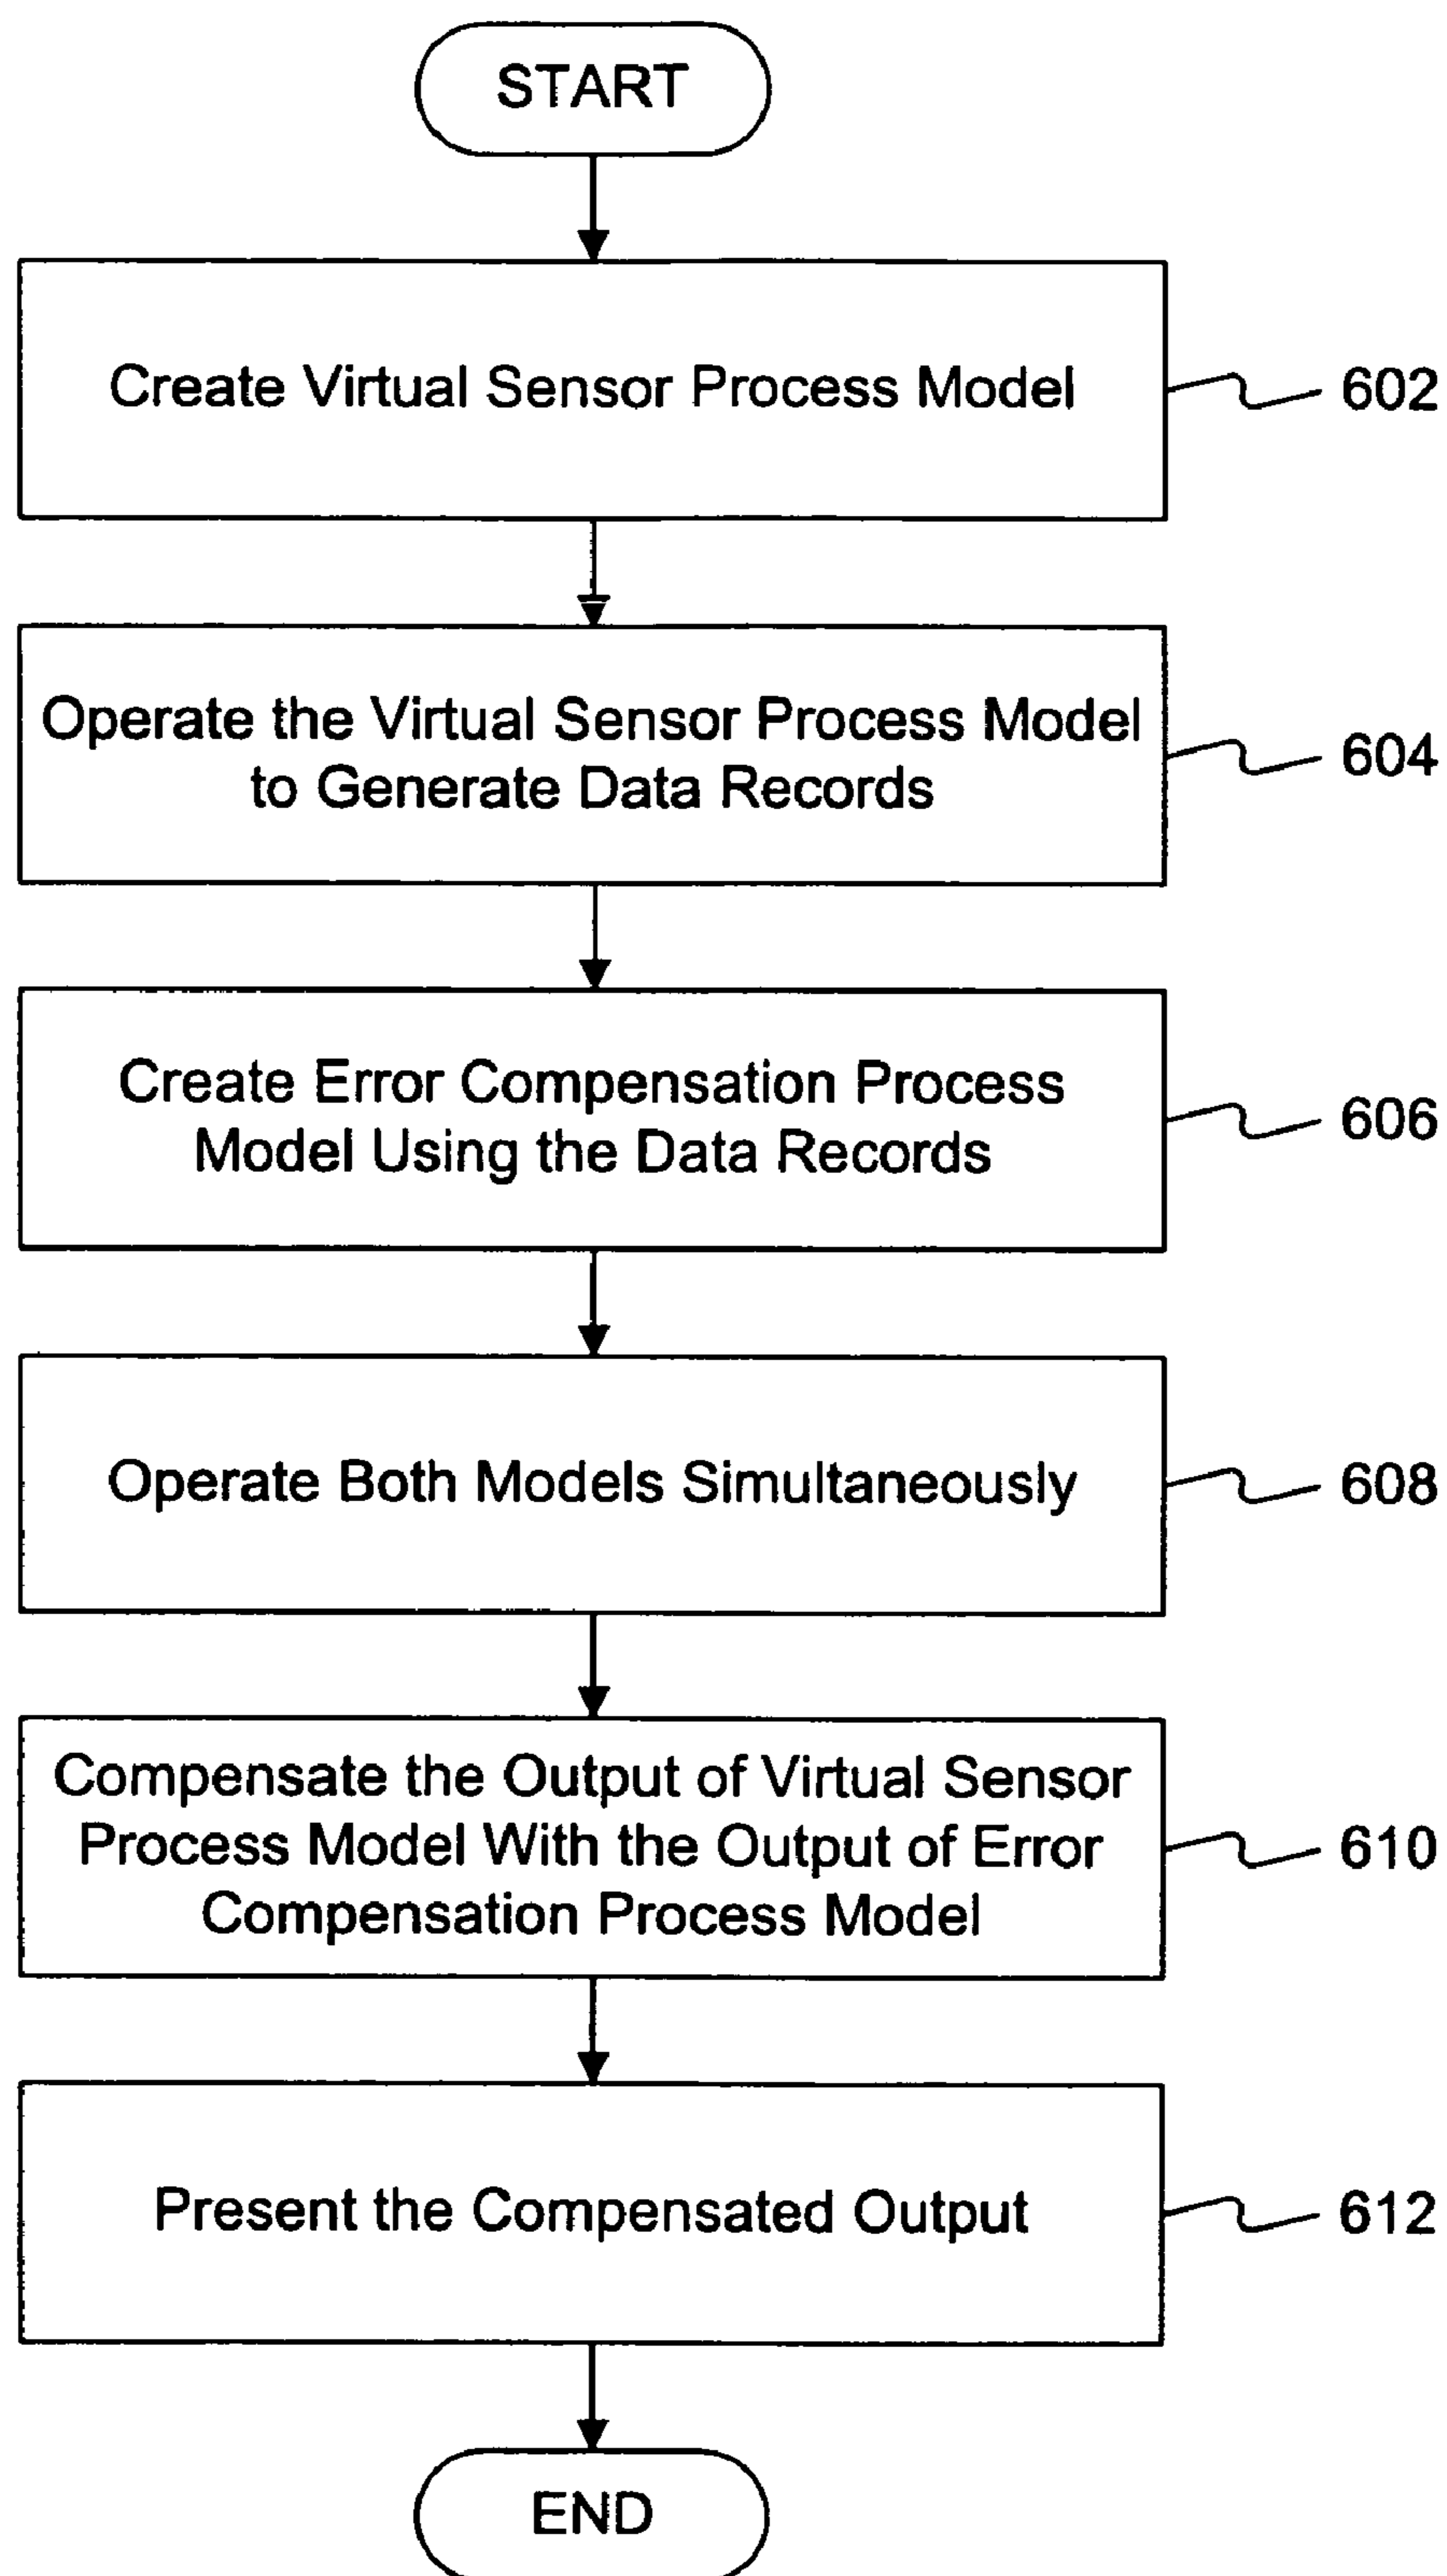 START
Create Virtual Sensor Process Model
602
Operate the Virtual Sensor Process Model
to Generate Data Records
604
Create Error Compensation Process
Model Using the Data Records
606
Operate Both Models Simultaneously
608
Compensate the Output of Virtual Sensor
Process Model With the Output of Error
Compensation Process Model
610
Present the Compensated Output
612
END